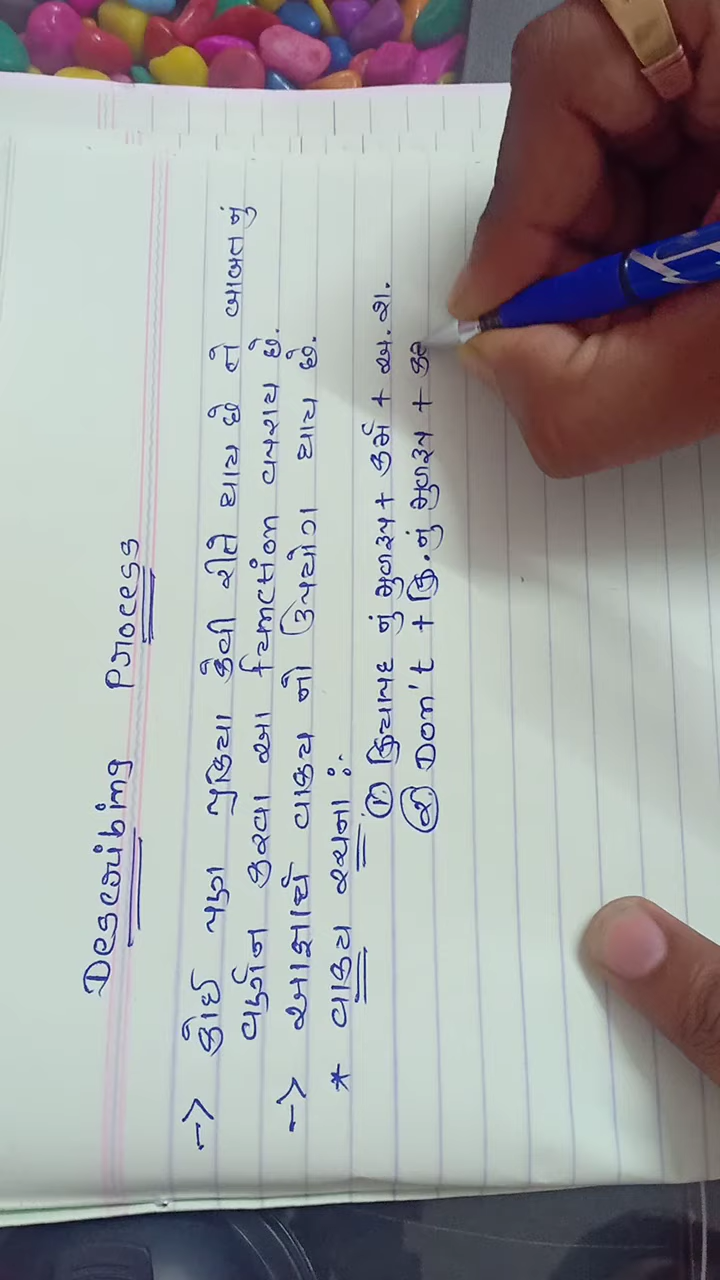 Describing Process
-> કોઈ પણ પ્રક્રિયા કેવી રીતે થાય છે તે બાબત નું
વર્ણન કરવા આ Function વપરાય છે.
-> આજ્ઞાર્થ વાક્ય નો ઉપયોગ થાય છે.
* વાક્ય રચના :
① ક્રિયાપદ નું મુળરૂપ + કર્મ + અ. શ.
② Don't + ક્રિ. નું મુળરૂપ + ક